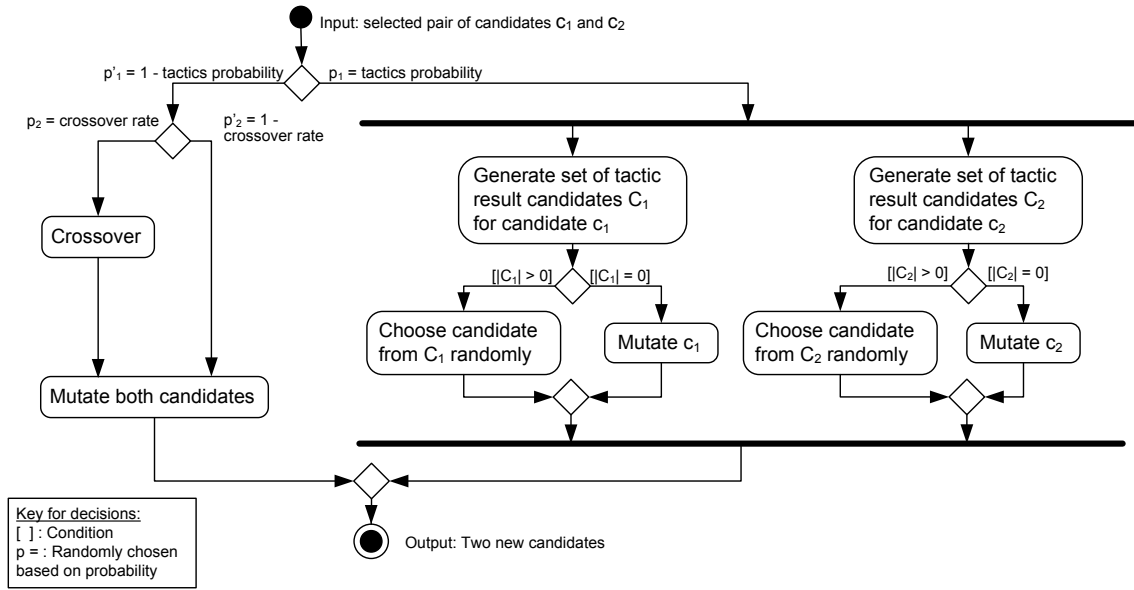 Input: selected pair of candidates c₁ and c₂
p'₁ = 1 - tactics probability
p₁ = tactics probability
p₂ = crossover rate
p'₂ = 1 -
crossover rate
Generate set of tactic
result candidates C₁
for candidate c₁
Generate set of tactic
result candidates C₂
for candidate c₂
Crossover
[|C₁| > 0]
[|C₁| = 0]
[|C₂| > 0]
[|C₂| = 0]
Choose candidate
from C₁ randomly
Mutate c₁
Choose candidate
from C₂ randomly
Mutate c₂
Mutate both candidates
Key for decisions:
[ ] : Condition
p = : Randomly chosen
based on probability
Output: Two new candidates